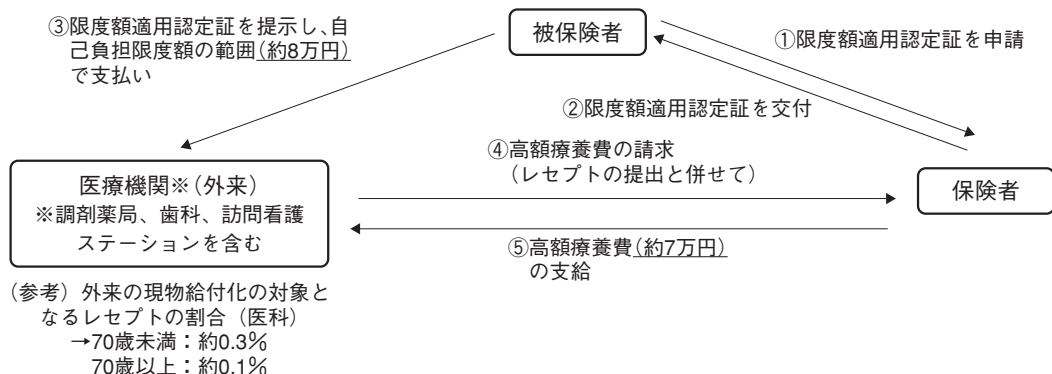 ③限度額適用認定証を提示し、自
己負担限度額の範囲(約8万円)
で支払い
被保険者
①限度額適用認定証を申請
②限度額適用認定証を交付
④高額療養費の請求
(レセプトの提出と併せて)
医療機関※(外来)
※調剤薬局、歯科、訪問看護
ステーションを含む
保険者
⑤高額療養費(約7万円)
の支給
(参考)外来の現物給付化の対象と
なるレセプトの割合(医科)
→70歳未満:約0.3%
70歳以上:約0.1%